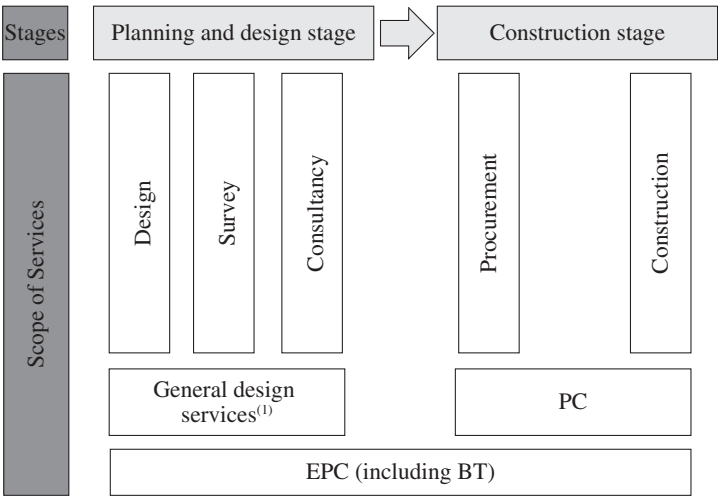 Stages
Planning and design stage
Construction stage
Scope of Services
Design
Survey
Consultancy
Procurement
Construction
General design
services(1)
PC
EPC (including BT)